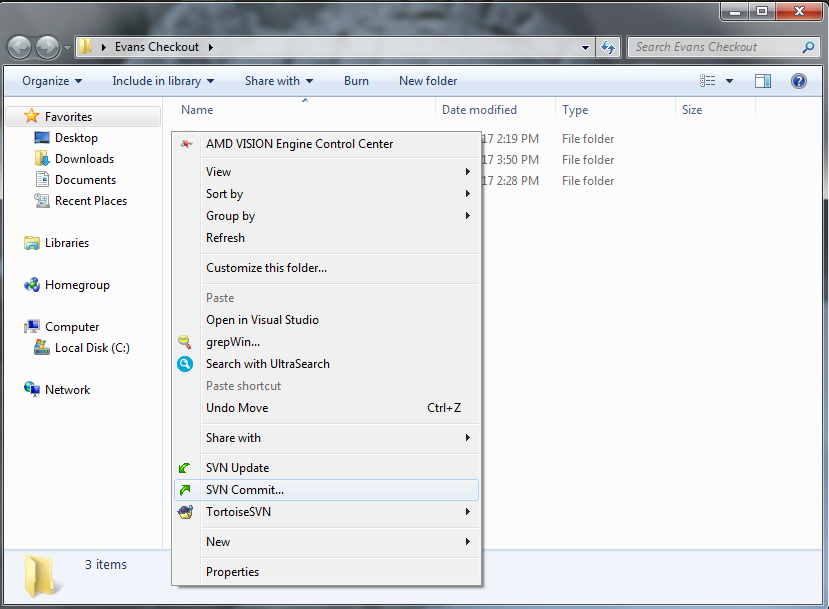 Evans Checkout
Search Evans Checkout
Organize Include in library Share with Burn New folder
Name Date modified Type Size
Favorites
Desktop
Downloads
Documents
Recent Places
Libraries
Homegroup
Computer
Local Disk (C:)
Network
17 2:19 PM File folder
17 3:50 PM File folder
17 2:28 PM File folder
AMD VISION Engine Control Center
View
Sort by
Group by
Refresh
Customize this folder...
Paste
Open in Visual Studio
grepWin...
Search with UltraSearch
Paste shortcut
Undo Move Ctrl+Z
Share with
SVN Update
SVN Commit...
TortoiseSVN
New
Properties
3 items